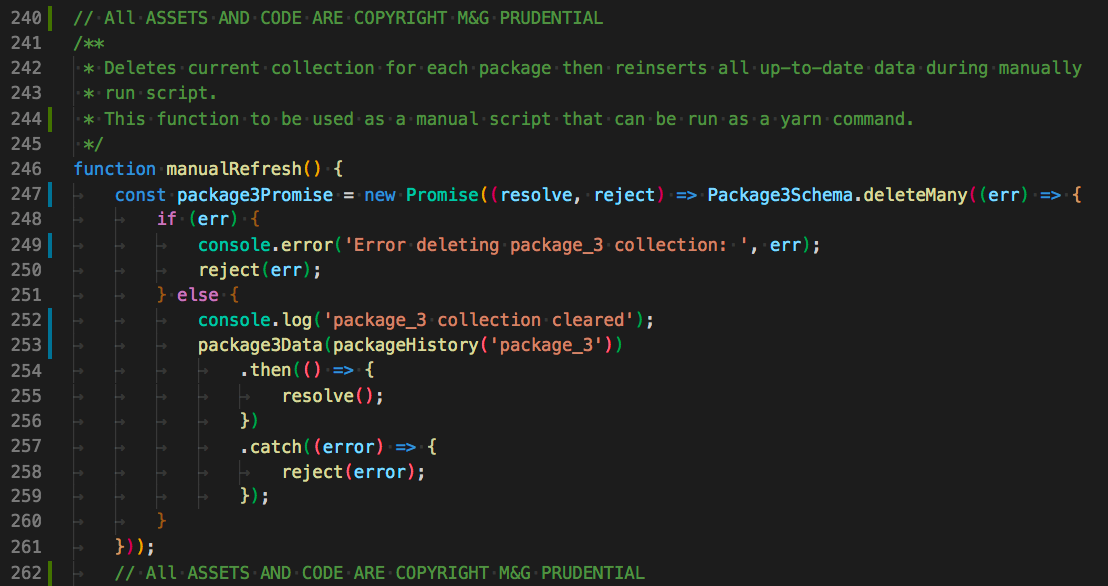 240 // All ASSETS AND CODE ARE COPYRIGHT M&G PRUDENTIAL
241 /**
242  * Deletes current collection for each package then reinserts all up-to-date data during manually
243  * run script.
244  * This function to be used as a manual script that can be run as a yarn command.
245  */
246 function manualRefresh() {
247     const package3Promise = new Promise((resolve, reject) => Package3Schema.deleteMany((err) => {
248         if (err) {
249             console.error('Error deleting package_3 collection: ', err);
250             reject(err);
251         } else {
252             console.log('package_3 collection cleared');
253             package3Data(packageHistory('package_3'))
254                 .then(() => {
255                     resolve();
256                 })
257                 .catch((error) => {
258                     reject(error);
259                 });
260         }
261     }));
262     // All ASSETS AND CODE ARE COPYRIGHT M&G PRUDENTIAL